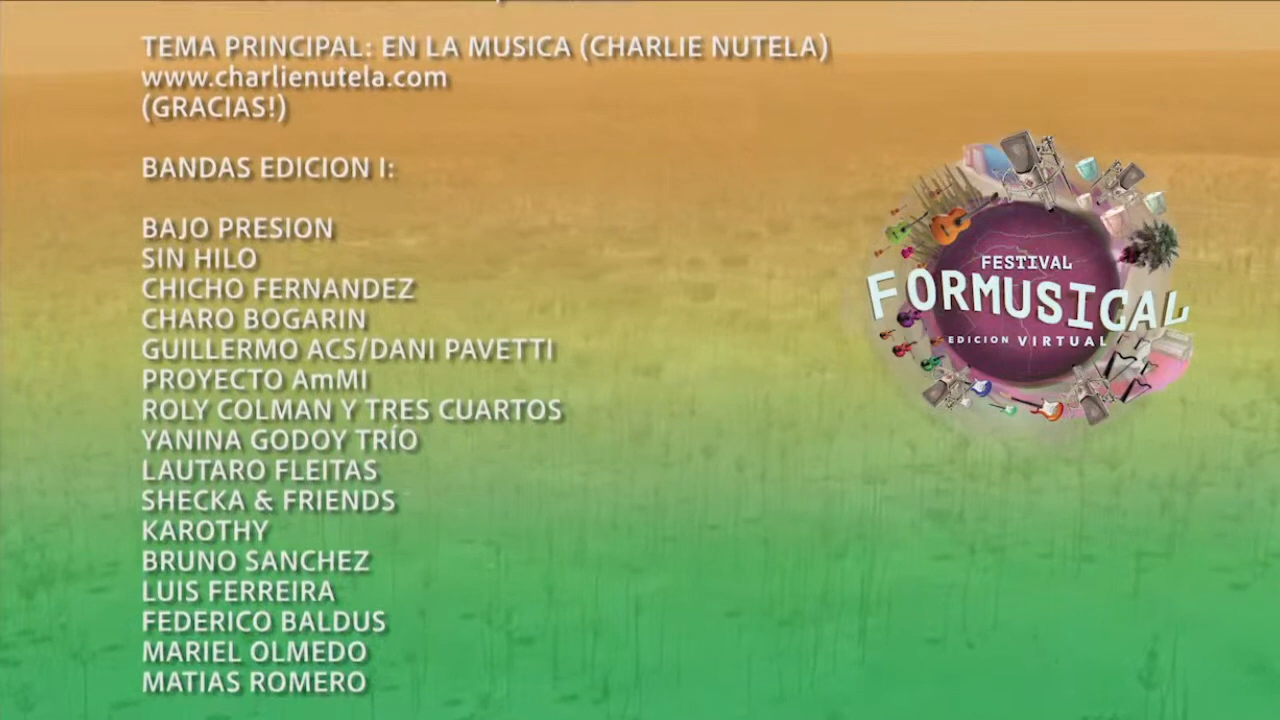 TEMA PRINCIPAL: EN LA MUSICA (CHARLIE NUTELA)
www.charlienutela.com
(GRACIAS!)
BANDAS EDICION I:
BAJO PRESION
SIN HILO
CHICHO FERNANDEZ
CHARO BOGARIN
GUILLERMO ACS/DANI PAVETTI
PROYECTO AmMI
ROLY COLMAN Y TRES CUARTOS
YANINA GODOY TRÍO
LAUTARO FLEITAS
SHECKA & FRIENDS
KAROTHY
BRUNO SANCHEZ
LUIS FERREIRA
FEDERICO BALDUS
MARIEL OLMEDO
MATIAS ROMERO
FESTIVAL
FORMUSICAL
EDICION VIRTUAL